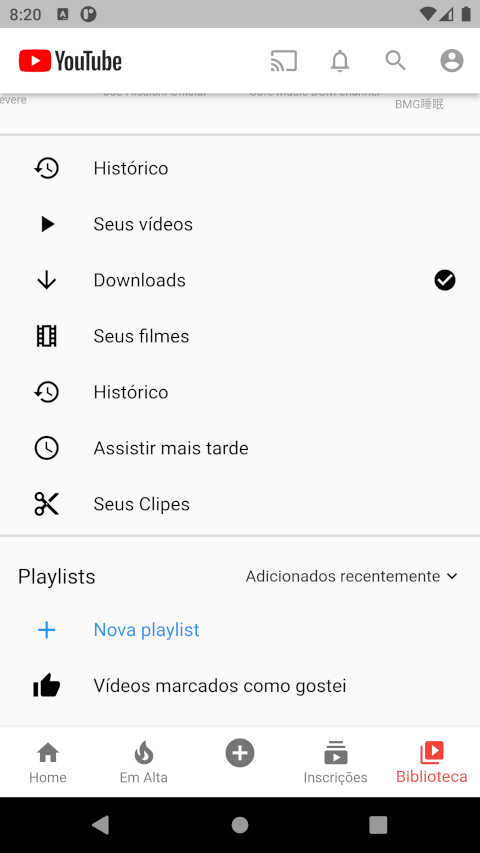 8:20
YouTube
evere
Joe Hisaishi Official
Cafe Music BGM channel
BMG睡眠
Histórico
Seus vídeos
Downloads
Seus filmes
Histórico
Assistir mais tarde
Seus Clipes
Playlists
Adicionados recentemente
Nova playlist
Vídeos marcados como gostei
Home
Em Alta
Inscrições
Biblioteca